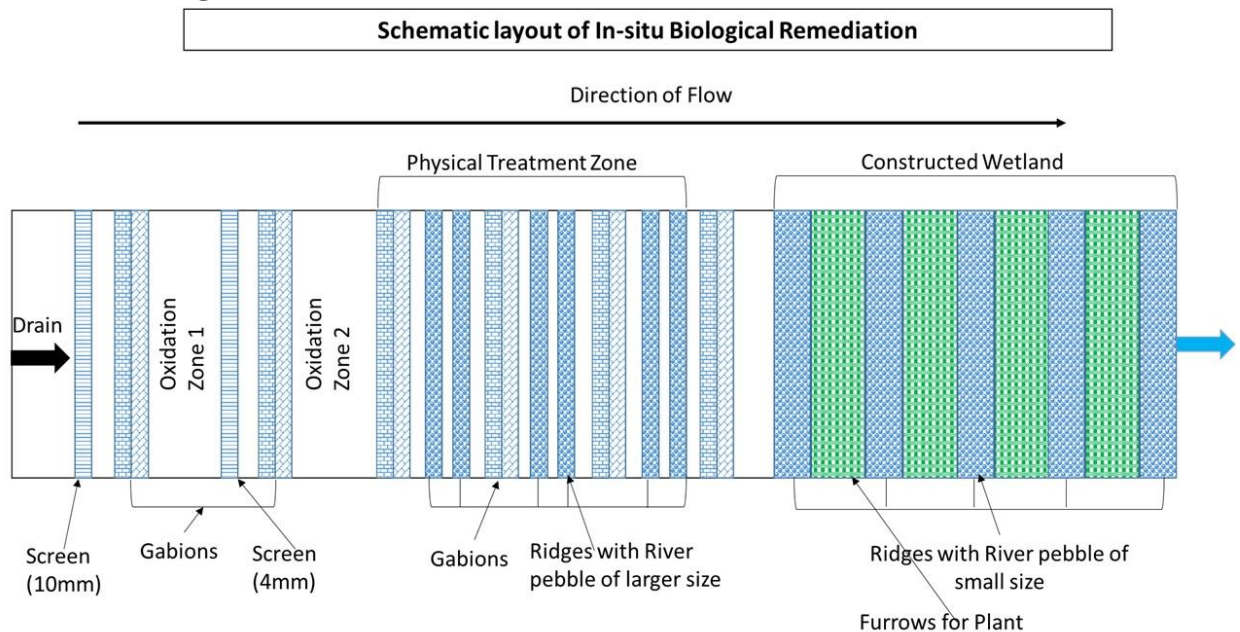 Schematic layout of In-situ Biological Remediation
Direction of Flow
Physical Treatment Zone
Constructed Wetland
Drain
Oxidation
Zone 1
Oxidation
Zone 2
Screen
(10mm)
Gabions
Screen
(4mm)
Gabions
Ridges with River
pebble of larger size
Ridges with River pebble of
small size
Furrows for Plant